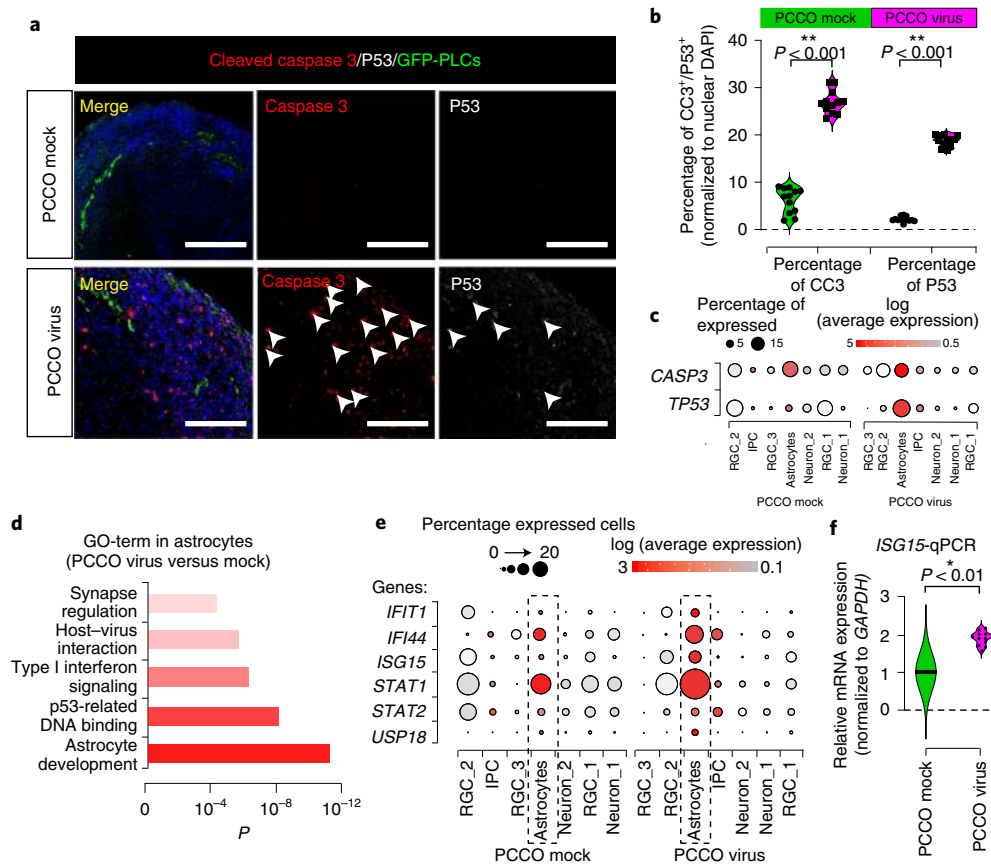 a
Cleaved caspase 3/P53/GFP-PLCs
PCCO mock
Merge
Caspase 3
P53
PCCO virus
Merge
Caspase 3
P53
b
PCCO mock
PCCO virus
Percentage of CC3+/P53+
(normalized to nuclear DAPI)
40
30
20
10
0
**
P < 0.001
**
P < 0.001
Percentage
of CC3
Percentage
of P53
c
Percentage of
expressed
5
15
log
(average expression)
5
0.5
CASP3
TP53
RGC_2
IPC
RGC_3
Astrocytes
Neuron_2
RGC_1
Neuron_1
RGC_3
RGC_2
Astrocytes
IPC
Neuron_2
Neuron_1
RGC_1
PCCO mock
PCCO virus
d
GO-term in astrocytes
(PCCO virus versus mock)
Synapse
regulation
Host–virus
interaction
Type I interferon
signaling
p53-related
DNA binding
Astrocyte
development
0
10⁻⁴
10⁻⁸
10⁻¹²
P
e
Percentage expressed cells
0 → 20
log (average expression)
3
0.1
Genes:
IFIT1
IFI44
ISG15
STAT1
STAT2
USP18
RGC_2
IPC
RGC_3
Astrocytes
Neuron_2
RGC_1
Neuron_1
RGC_3
RGC_2
Astrocytes
IPC
Neuron_2
Neuron_1
RGC_1
PCCO mock
PCCO virus
f
ISG15-qPCR
*
P < 0.01
Relative mRNA expression
(normalized to GAPDH)
3
2
1
0
PCCO mock
PCCO virus